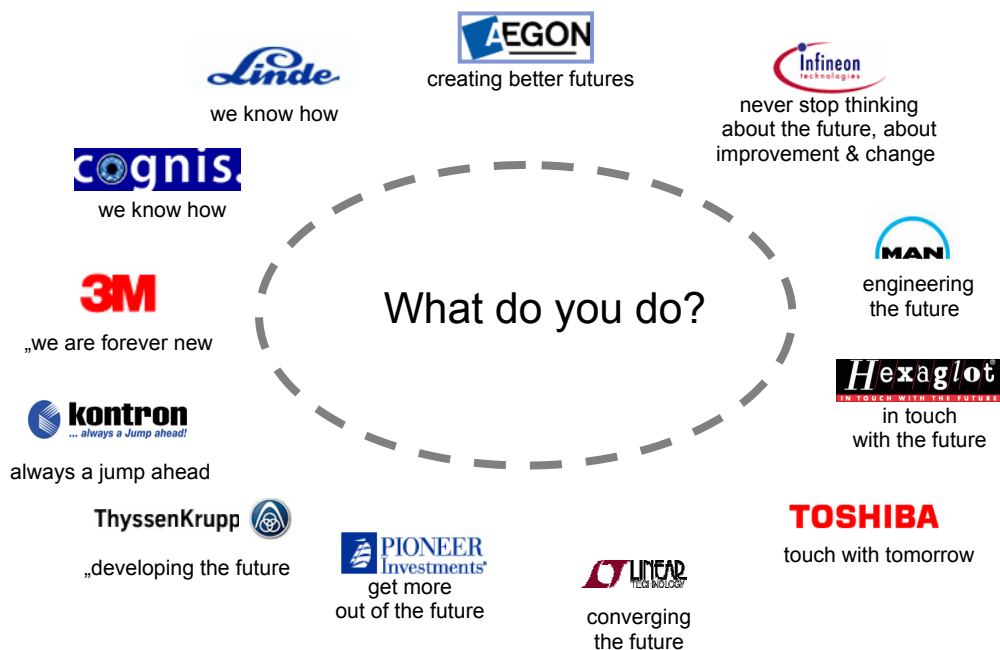 AEGON
creating better futures
Linde
we know how
Infineon
technologies
never stop thinking
about the future, about
improvement & change
cognis.
we know how
MAN
engineering
the future
3M
„we are forever new
What do you do?
Hexaglot®
IN TOUCH WITH THE FUTURE
in touch
with the future
kontron
... always a Jump ahead!
always a jump ahead
ThyssenKrupp
„developing the future
PIONEER
Investments®
get more
out of the future
LINEAR
TECHNOLOGY
converging
the future
TOSHIBA
touch with tomorrow